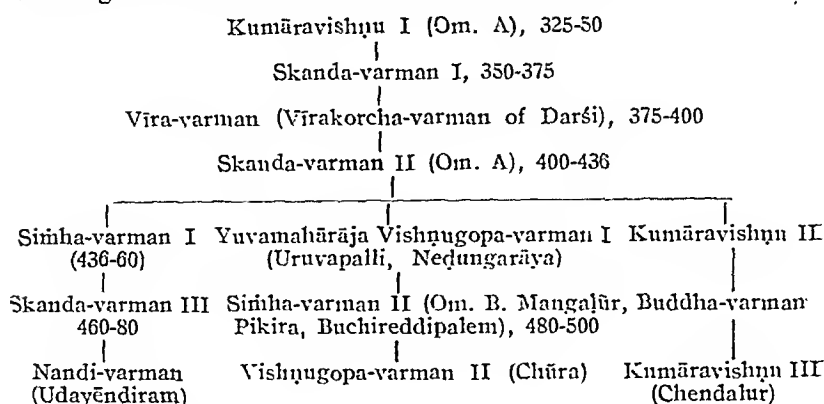 Kumāravishṇu I (Om. A), 325-50
Skanda-varman I, 350-375
Vīra-varman (Vīrakorcha-varman of Darśi), 375-400
Skanda-varman II (Om. A) 400-436
Siṁha-varman I Yuvamahārāja Vishṇugopa-varman I Kumāravishṇu II
(436-60) (Uruvapalli, Neḍungarāya)
Skanda-varman III Siṁha-varman II (Om. B. Mangaḷūr, Buddha-varman
460-80 Pikira, Buchireddipalem), 480-500
Nandi-varman Vishṇugopa-varman II (Chūra) Kumāravishṇu III
(Udayēndiram) (Chendalur)